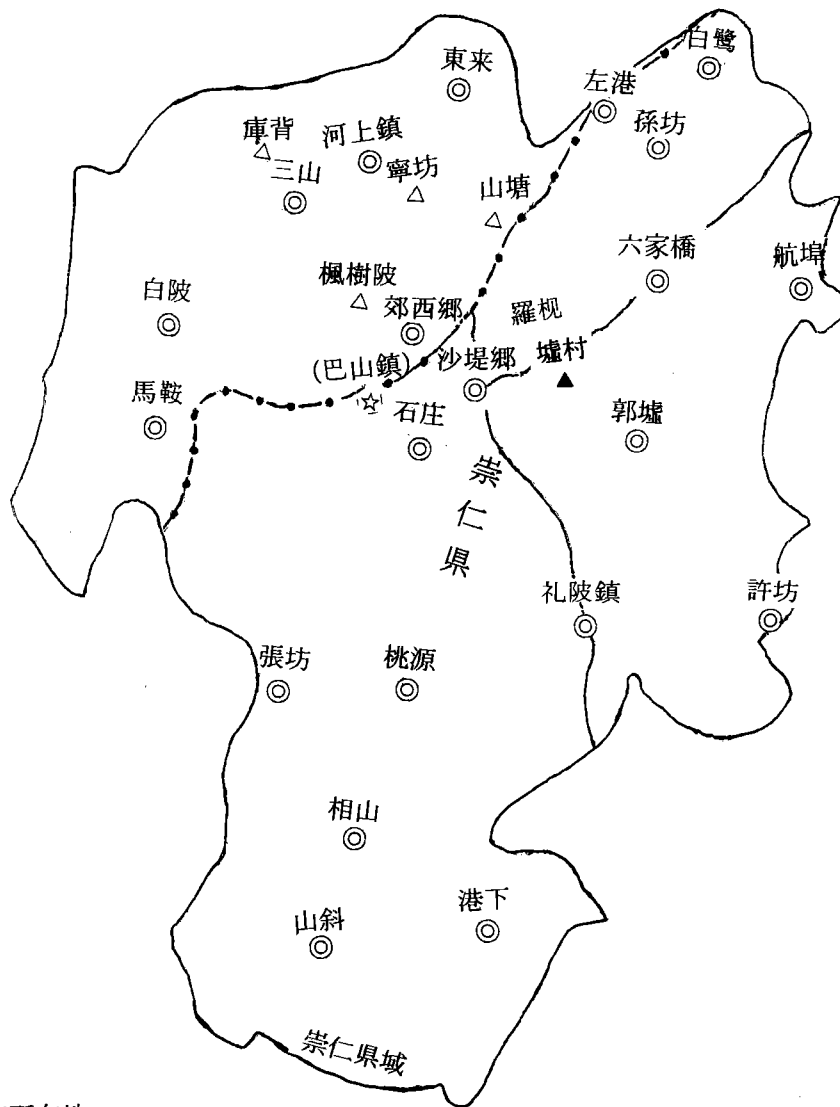 東来
白鷺
左港
孫坊
庫背
河上鎮
三山
寧坊
山塘
六家橋
航埠
白陂
楓樹陂
郊西郷
羅枧
(巴山鎮)
沙堤郷
墟村
馬鞍
石庄
郭墟
崇仁県
礼陂鎮
許坊
張坊
桃源
相山
山斜
港下
崇仁県域